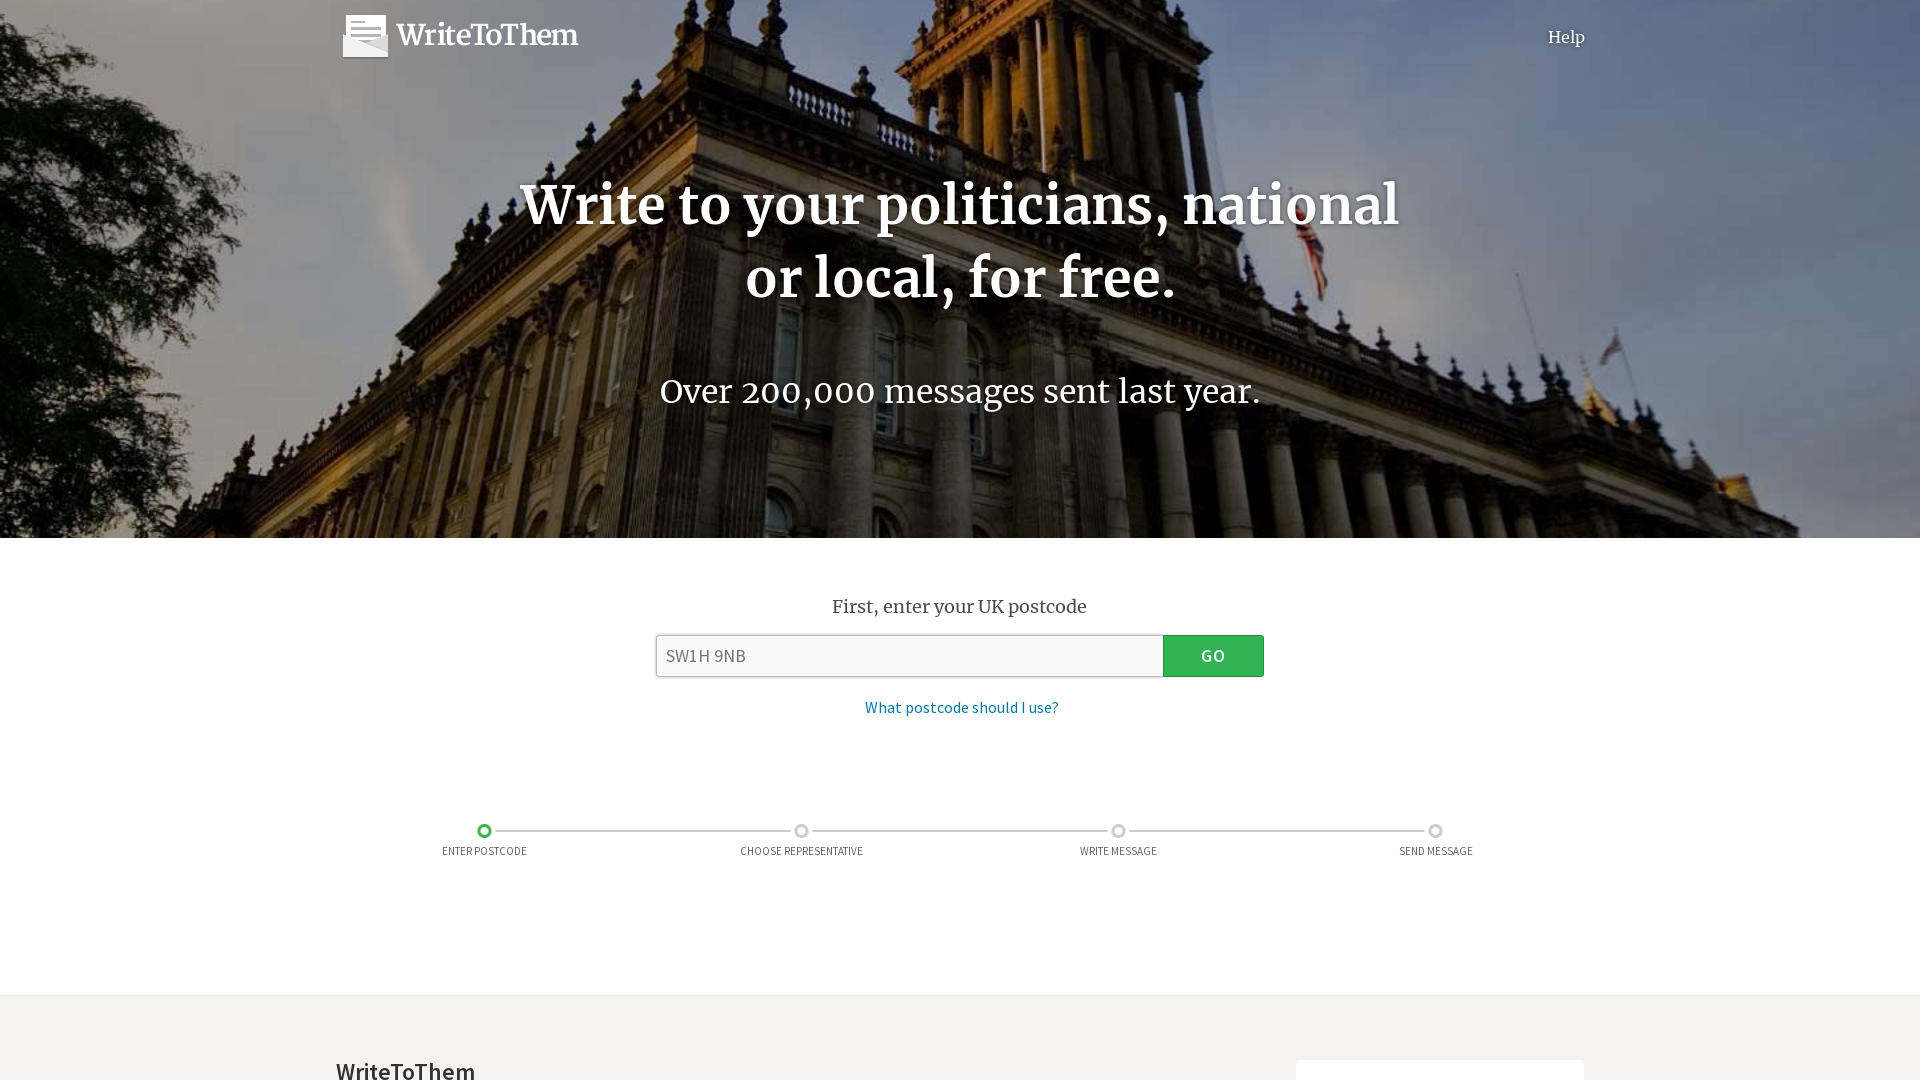 WriteToThem
Help
Write to your politicians, national
or local, for free.
Over 200,000 messages sent last year.
First, enter your UK postcode
SW1H 9NB
GO
What postcode should I use?
ENTER POSTCODE
CHOOSE REPRESENTATIVE
WRITE MESSAGE
SEND MESSAGE
WriteToThem